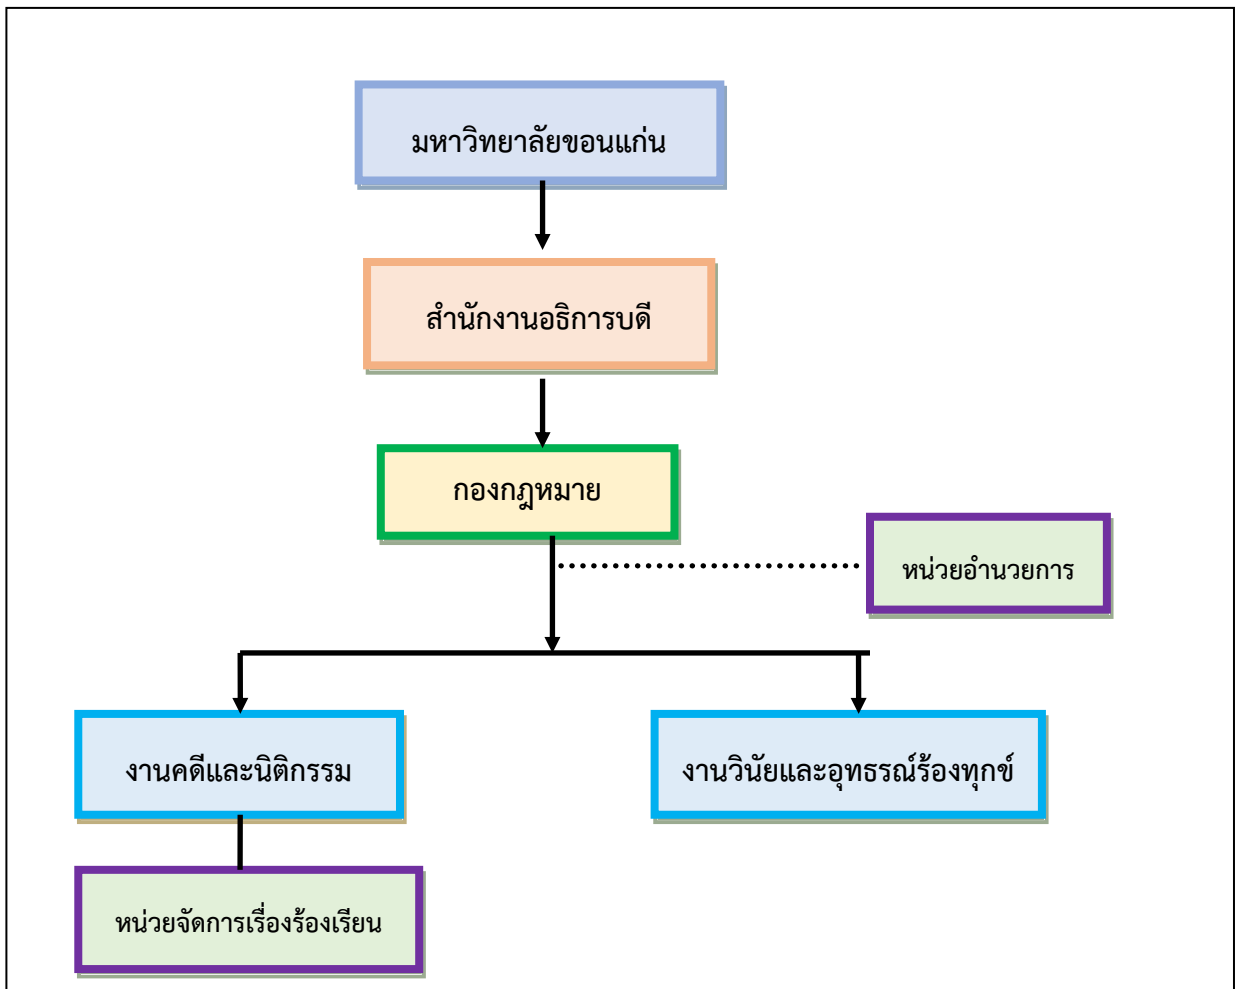 มหาวิทยาลัยขอนแก่น
สำนักงานอธิการบดี
กองกฎหมาย
หน่วยอำนวยการ
งานคดีและนิติกรรม
งานวินัยและอุทธรณ์ร้องทุกข์
หน่วยจัดการเรื่องร้องเรียน